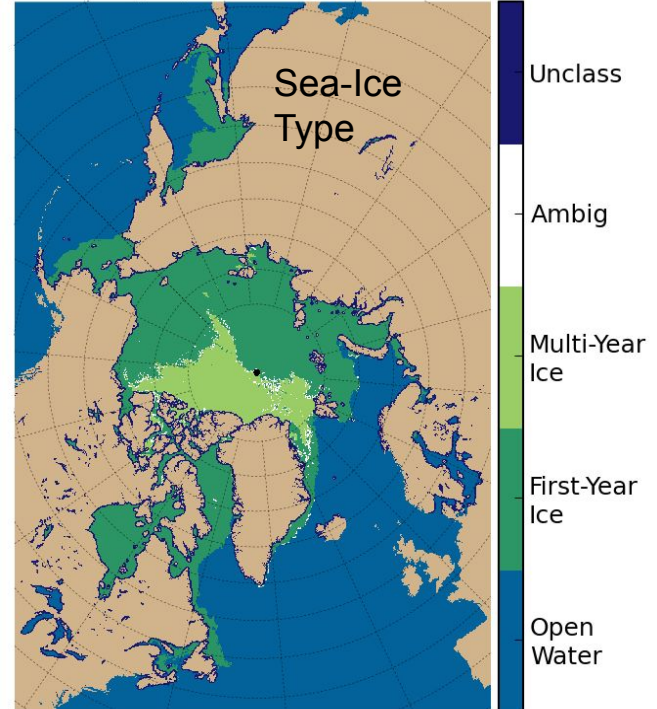 Sea-Ice
Type
Unclass
Ambig
Multi-Year
Ice
First-Year
Ice
Open
Water